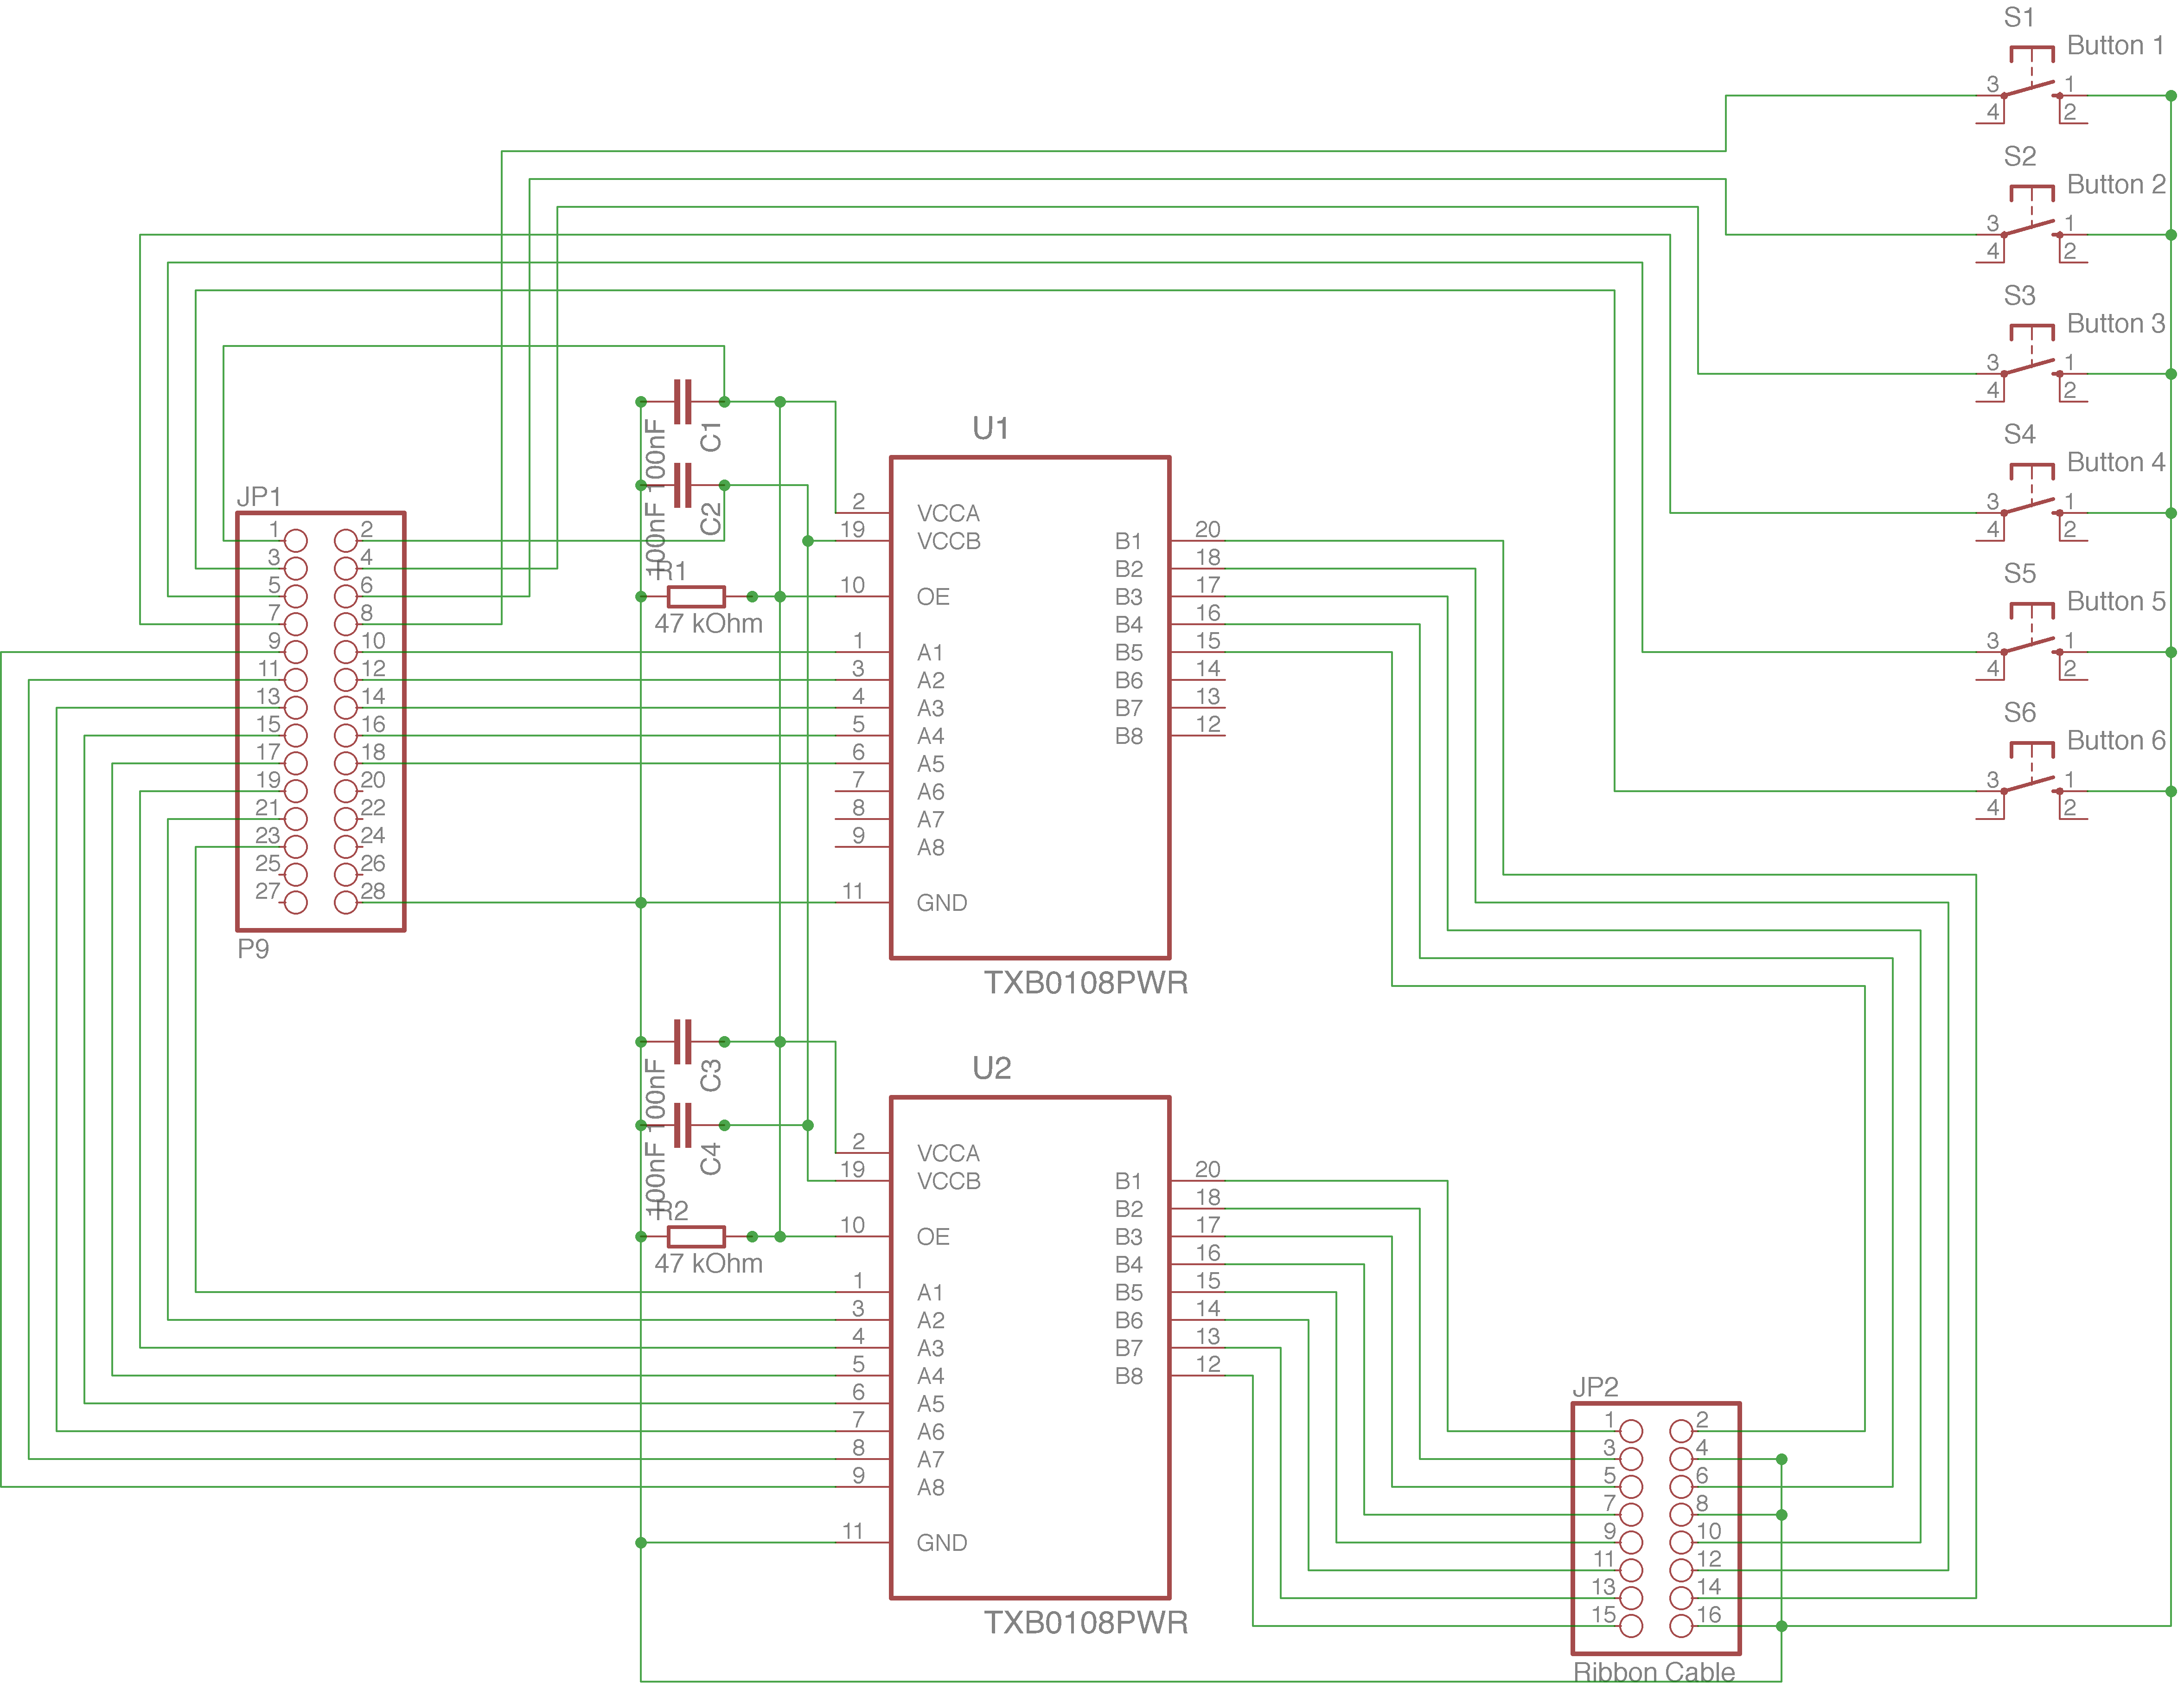 S1
Button 1
3 1
4 2
S2
Button 2
3 1
4 2
S3
Button 3
3 1
4 2
S4
Button 4
3 1
4 2
S5
Button 5
3 1
4 2
S6
Button 6
3 1
4 2
JP1
1 2
3 4
5 6
7 8
9 10
11 12
13 14
15 16
17 18
19 20
21 22
23 24
25 26
27 28
P9
100nF
C1
100nF
C2
R1
47 kOhm
U1
2 VCCA
19 VCCB B1 20
B2 18
10 OE B3 17
B4 16
1 A1 B5 15
3 A2 B6 14
4 A3 B7 13
5 A4 B8 12
6 A5
7 A6
8 A7
9 A8
11 GND
TXB0108PWR
100nF
C3
100nF
C4
R2
47 kOhm
U2
2 VCCA
19 VCCB B1 20
B2 18
10 OE B3 17
B4 16
1 A1 B5 15
3 A2 B6 14
4 A3 B7 13
5 A4 B8 12
6 A5
7 A6
8 A7
9 A8
11 GND
TXB0108PWR
JP2
1 2
3 4
5 6
7 8
9 10
11 12
13 14
15 16
Ribbon Cable